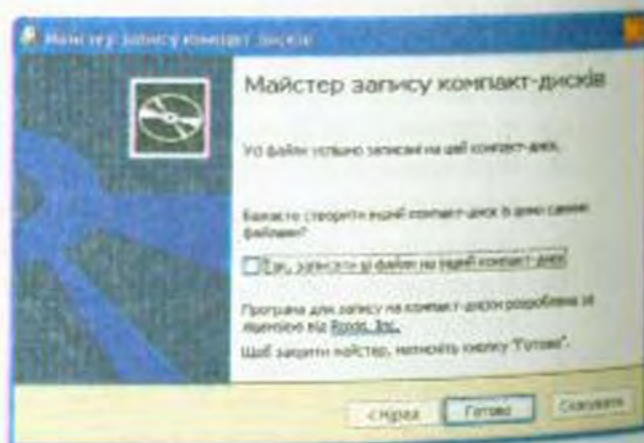 Майстер запису компакт-дисків
Майстер запису компакт-дисків
Усі файли успішно записані на цей компакт-диск.
Бажаєте створити інший компакт-диск із цими самими
файлами?
Так, записати ці файли на інший компакт-диск
Програма для запису на компакт-диски розроблена за
ліцензією від Roxio, Inc.
Щоб закрити майстер, натисніть кнопку "Готово".
< Назад
Готово
Скасувати